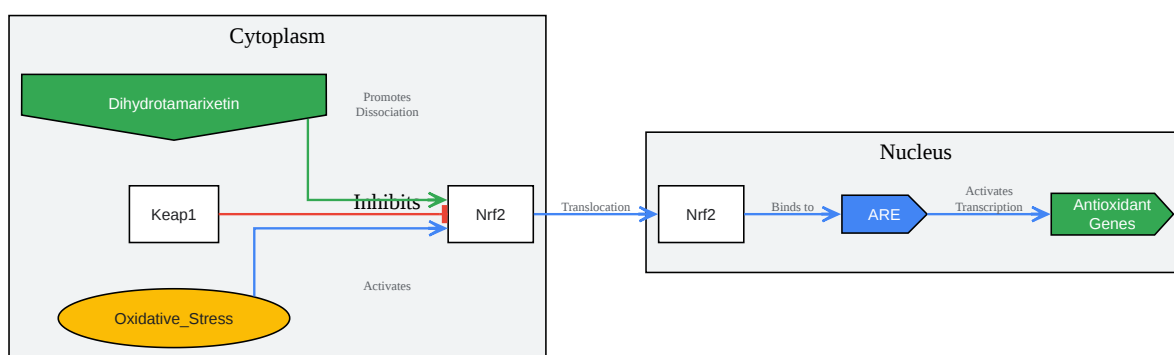 Cytoplasm
Dihydrotamarixetin
Promotes
Dissociation
Inhibits
Keap1
Nrf2
Activates
Oxidative_Stress
Translocation
Nucleus
Nrf2
Binds to
ARE
Activates
Transcription
Antioxidant
Genes